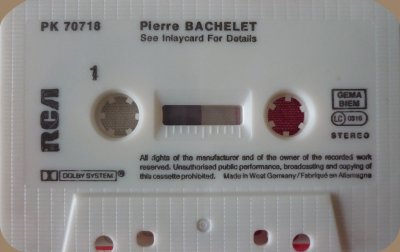 PK 70718
Pierre BACHELET
See Inlaycard For Details
1
RCA
GEMA
BIEM
LC 0316
STEREO
All rights of the manufacturer and of the owner of the recorded work
reserved. Unauthorised public performance, broadcasting and copying of
this cassette prohibited. Made in West Germany/Fabriqué en Allemagne
DOLBY SYSTEM®